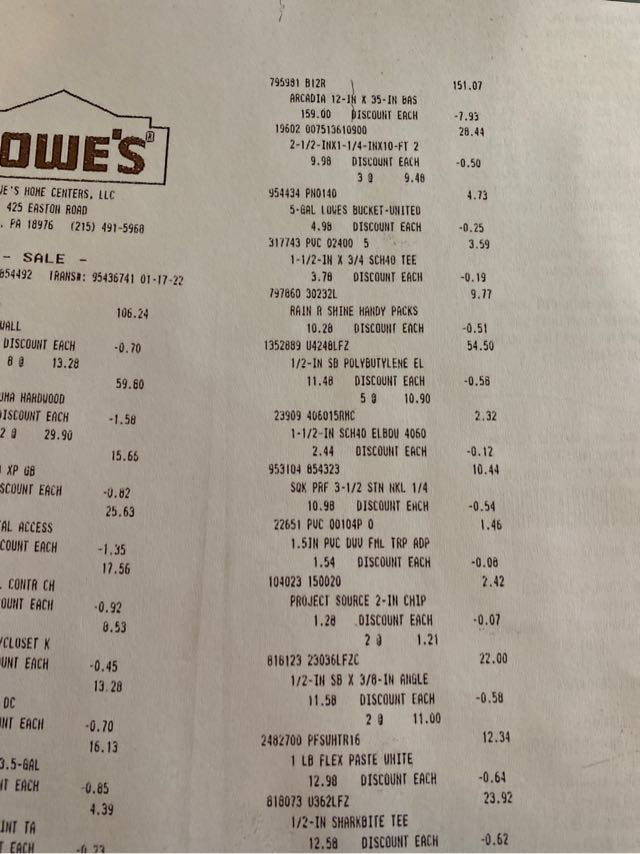 OWE'S®
E'S HOME CENTERS, LLC
425 EASTON ROAD
, PA 18976 (215) 491-5968
- SALE -
854492 TRANS#: 95436741 01-17-22
106.24
WALL
DISCOUNT EACH -0.70
8 @ 13.28
59.80
UMA HARDWOOD
DISCOUNT EACH -1.58
2 @ 29.90
15.66
XP GB
SCOUNT EACH -0.82
25.63
AL ACCESS
COUNT EACH -1.35
17.56
CONTR CH
OUNT EACH -0.92
8.53
/CLOSET K
UNT EACH -0.45
13.28
DC
NT EACH -0.70
16.13
3.5-GAL
NT EACH -0.85
4.39
INT TA
T EACH -0.23
795981 B12R 151.07
ARCADIA 12-IN X 35-IN BAS
159.00 DISCOUNT EACH -7.93
19602 007513610900 28.44
2-1/2-INX1-1/4-INX10-FT 2
9.98 DISCOUNT EACH -0.50
3 @ 9.48
954434 PN0140 4.73
5-GAL LOWES BUCKET-UNITED
4.98 DISCOUNT EACH -0.25
317743 PVC 02400 5 3.59
1-1/2-IN X 3/4 SCH40 TEE
3.78 DISCOUNT EACH -0.19
797860 30232L 9.77
RAIN R SHINE HANDY PACKS
10.28 DISCOUNT EACH -0.51
1352889 U4248LFZ 54.50
1/2-IN SB POLYBUTYLENE EL
11.48 DISCOUNT EACH -0.58
5 @ 10.90
23909 406015RMC 2.32
1-1/2-IN SCH40 ELBOW 4060
2.44 DISCOUNT EACH -0.12
953104 854323 10.44
SQK PRF 3-1/2 STN NKL 1/4
10.98 DISCOUNT EACH -0.54
22651 PVC 00104P 0 1.46
1.5IN PVC DWV FML TRP ADP
1.54 DISCOUNT EACH -0.08
104023 150020 2.42
PROJECT SOURCE 2-IN CHIP
1.28 DISCOUNT EACH -0.07
2 @ 1.21
818123 23036LFZC 22.00
1/2-IN SB X 3/8-IN ANGLE
11.58 DISCOUNT EACH -0.58
2 @ 11.00
2482700 PFSWHTR16 12.34
1 LB FLEX PASTE WHITE
12.98 DISCOUNT EACH -0.64
818073 U362LFZ 23.92
1/2-IN SHARKBITE TEE
12.58 DISCOUNT EACH -0.62